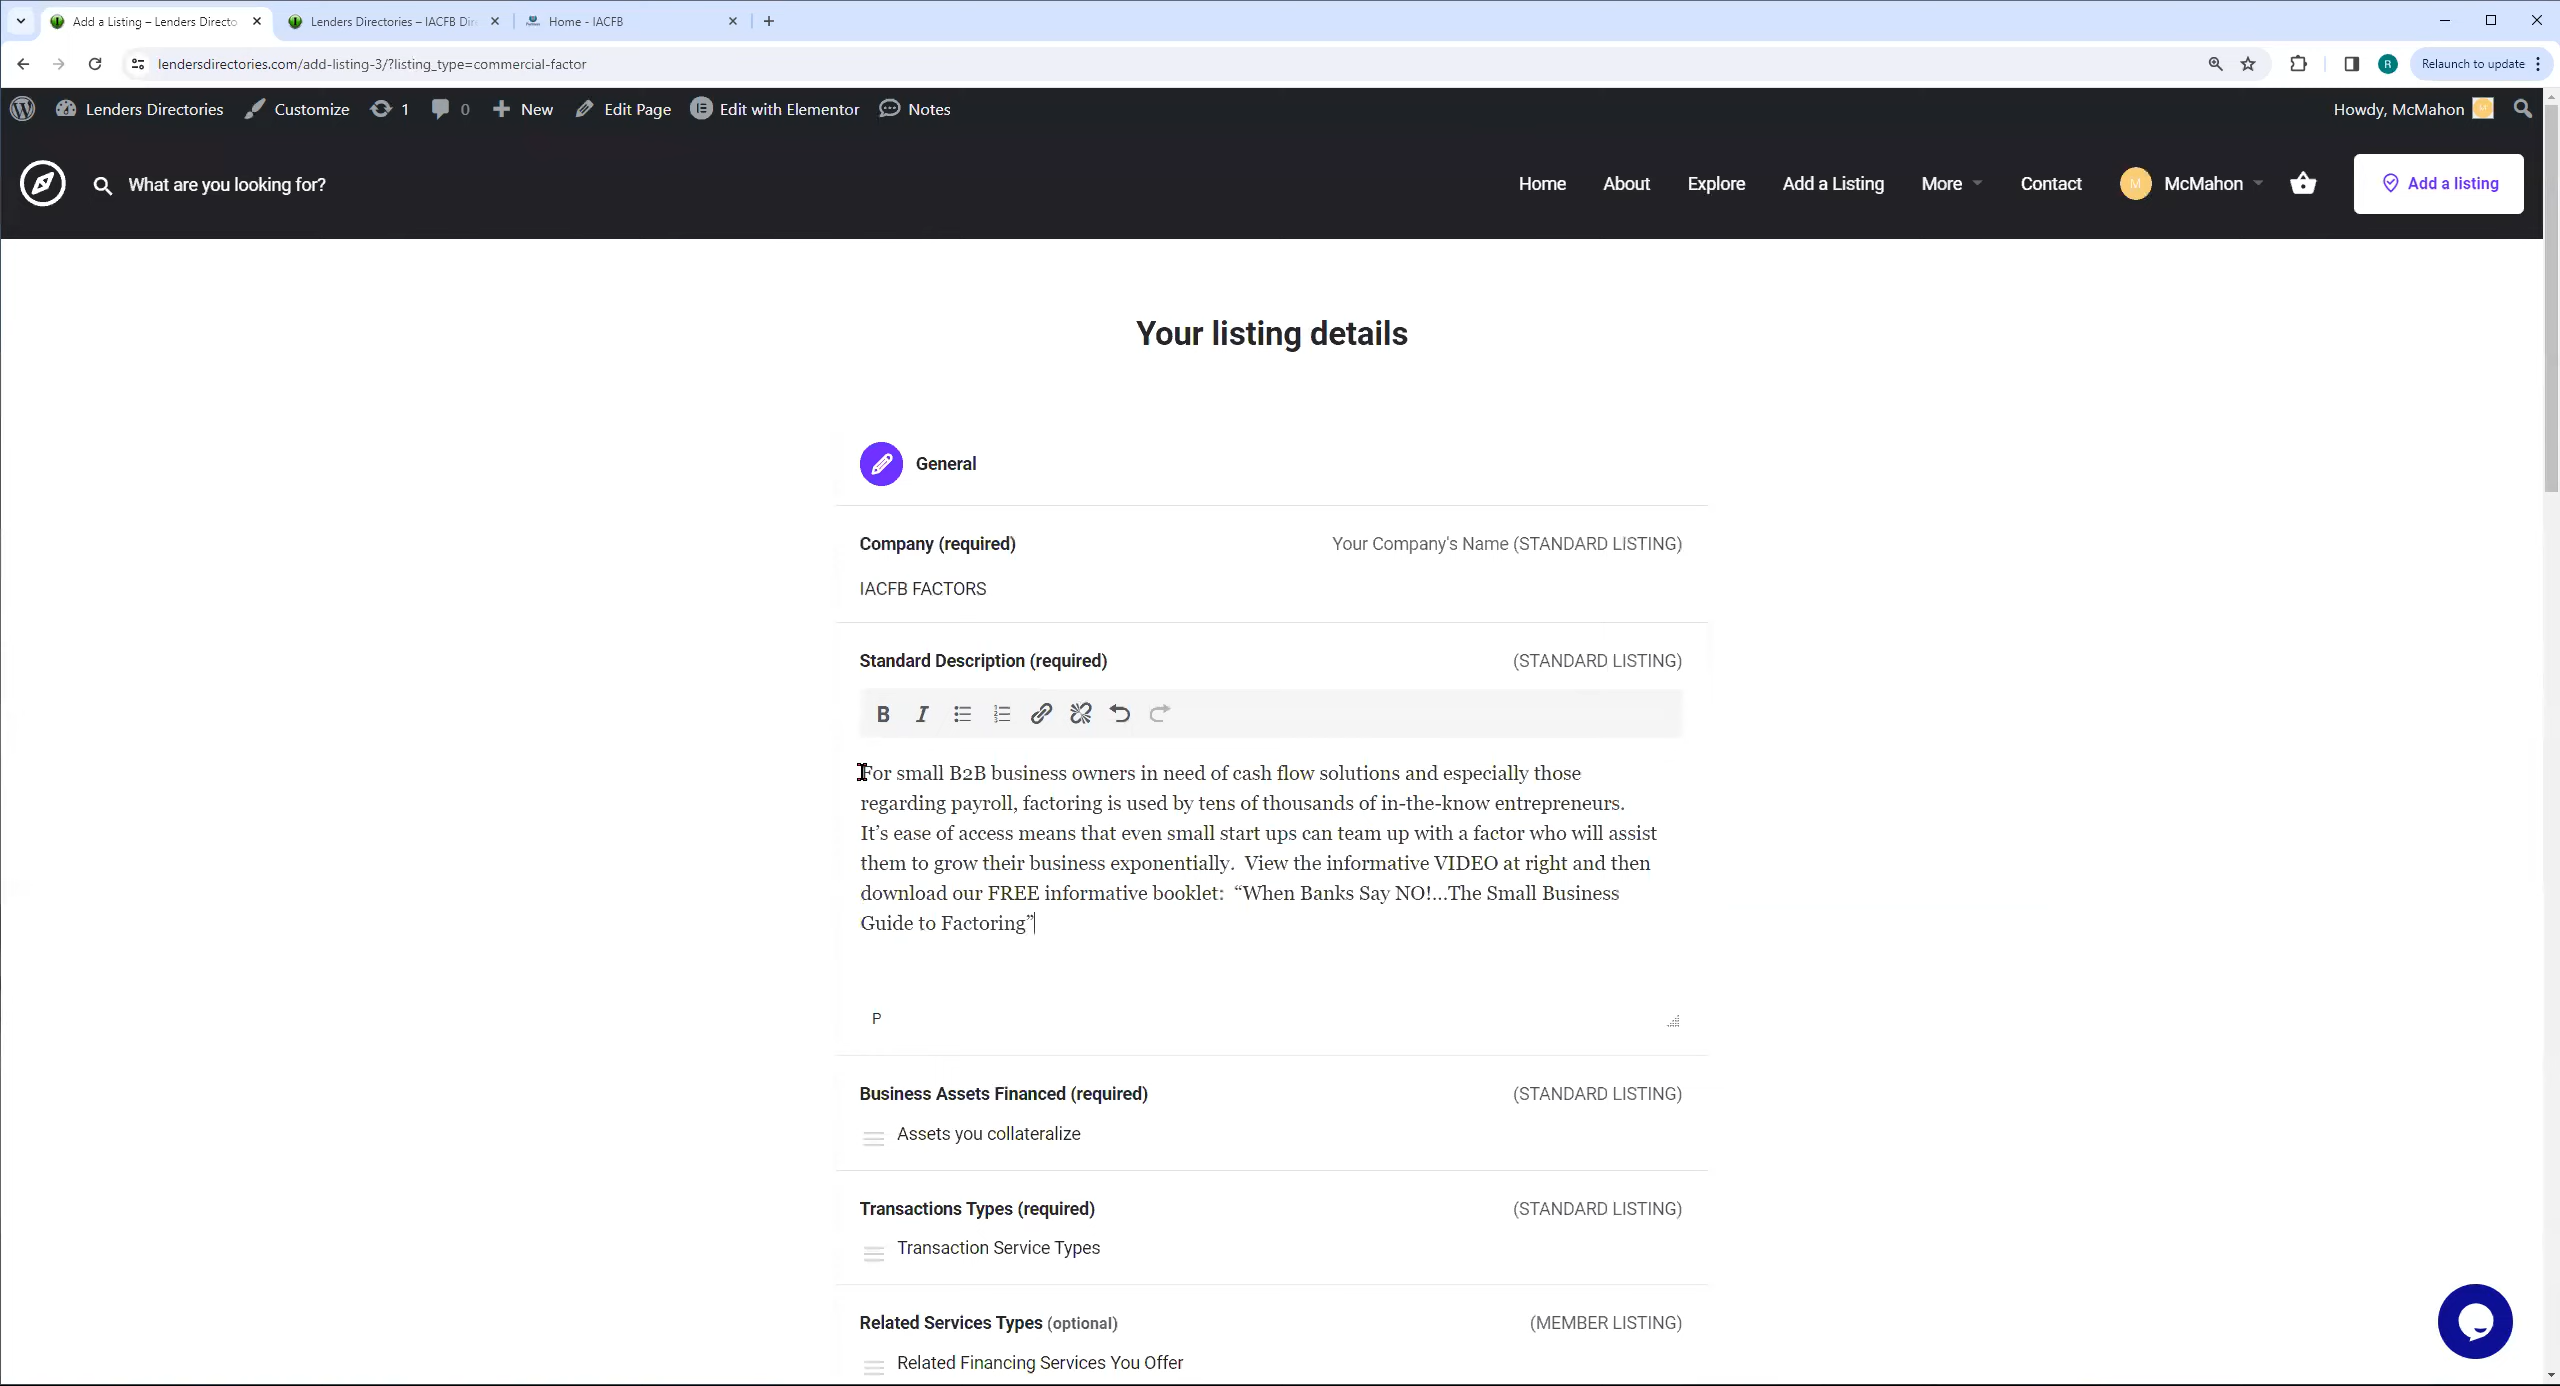 Add a Listing – Lenders Directo
Lenders Directories – IACFB Dir
Home - IACFB
lendersdirectories.com/add-listing-3/?listing_type=commercial-factor
R
Relaunch to update
Lenders Directories
Customize
1
0
New
Edit Page
Edit with Elementor
Notes
Howdy, McMahon
What are you looking for?
Home
About
Explore
Add a Listing
More
Contact
M
McMahon
Add a listing
Your listing details
General
Company (required)
Your Company's Name (STANDARD LISTING)
IACFB FACTORS
Standard Description (required)
(STANDARD LISTING)
B I
For small B2B business owners in need of cash flow solutions and especially those
regarding payroll, factoring is used by tens of thousands of in-the-know entrepreneurs.
It’s ease of access means that even small start ups can team up with a factor who will assist
them to grow their business exponentially.  View the informative VIDEO at right and then
download our FREE informative booklet:  “When Banks Say NO!...The Small Business
Guide to Factoring”
P
Business Assets Financed (required)
(STANDARD LISTING)
Assets you collateralize
Transactions Types (required)
(STANDARD LISTING)
Transaction Service Types
Related Services Types (optional)
(MEMBER LISTING)
Related Financing Services You Offer